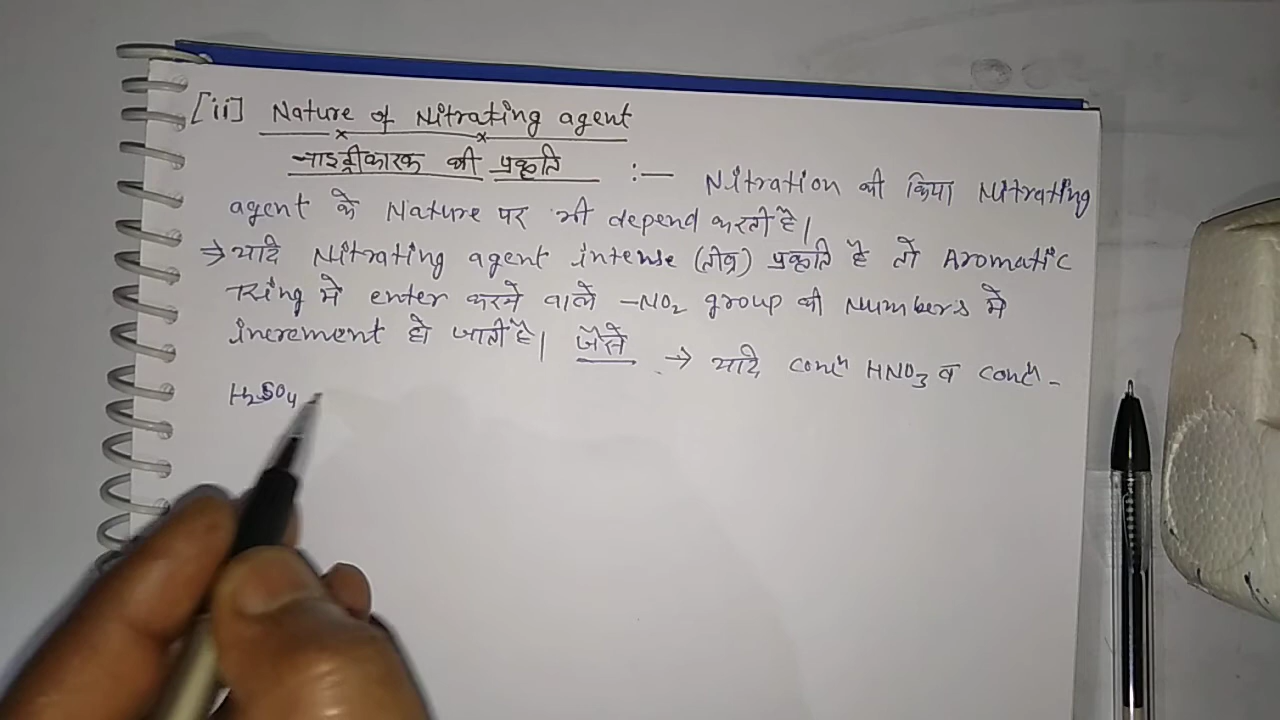 [ii] Nature of Nitrating agent
नाइट्रीकारक की प्रकृति :— Nitration की क्रिया Nitrating
agent के Nature पर भी depend करती है।
→ यदि Nitrating agent intense (तीव्र) प्रकृति है तो Aromatic
Ring मे enter करने वाले –NO₂ group की Numbers मे
increment हो जाती है। जैसे → यदि concⁿ HNO₃ व concⁿ -
H₂SO₄